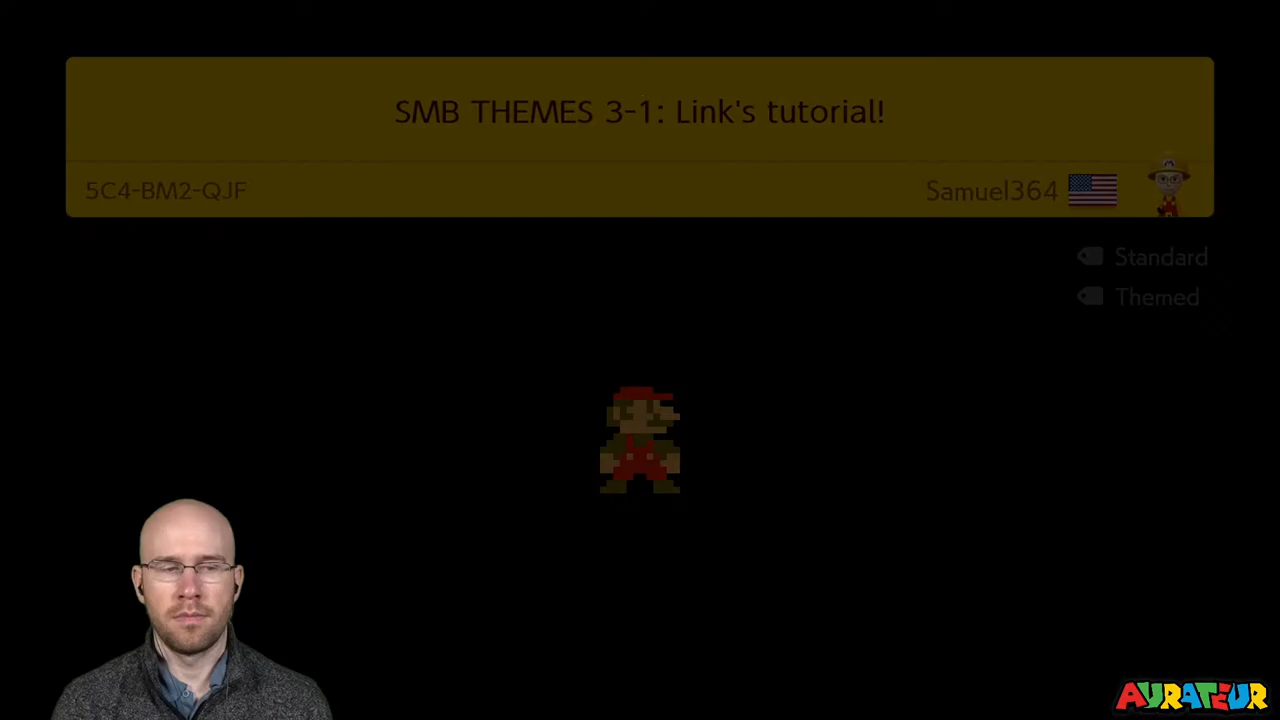 SMB THEMES 3-1: Link's tutorial!
5C4-BM2-QJF
Samuel364
Standard
Themed
AURATEUR